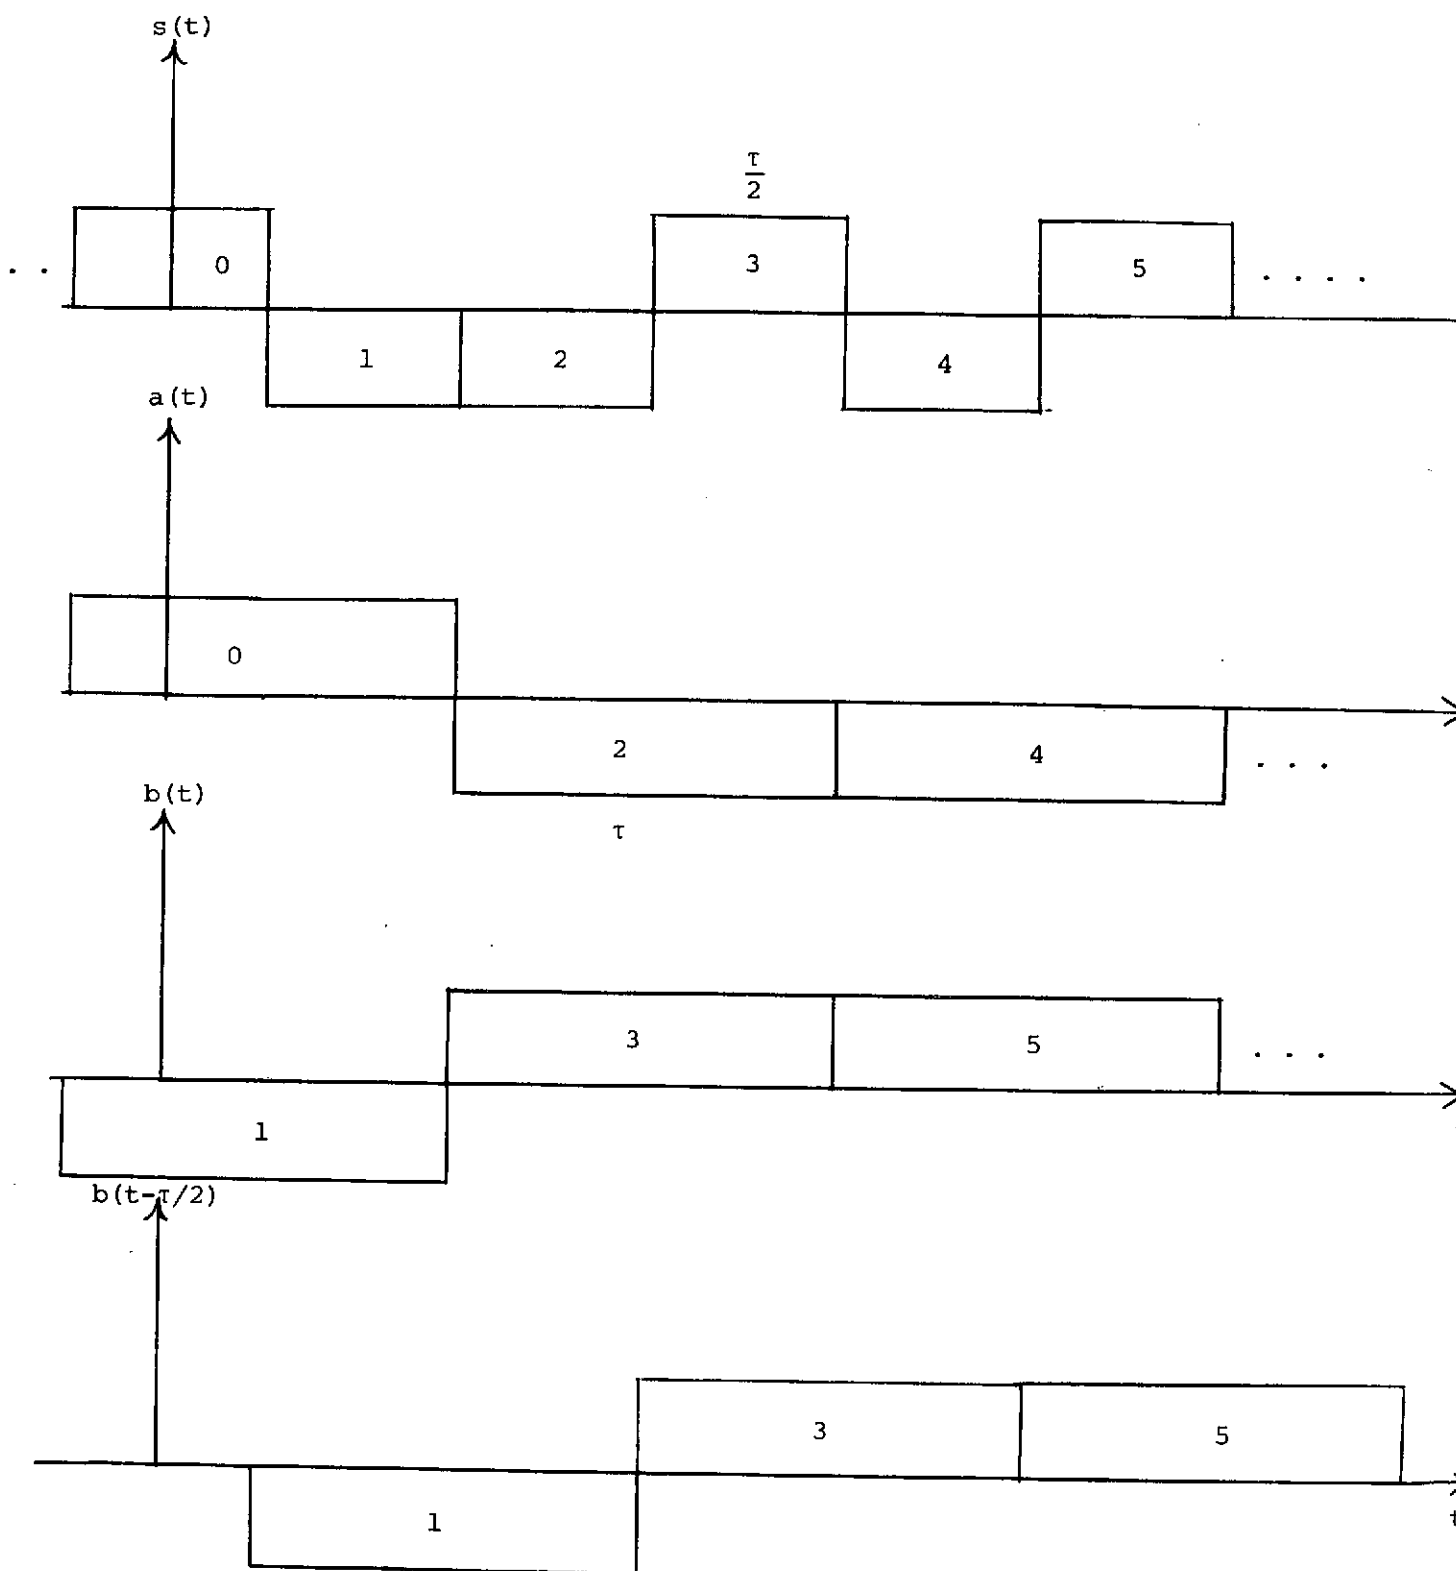 s(t)
τ
2
. . 0 3 5 . . . .
1 2 4
a(t)
0
2 4 . . .
b(t)
τ
3 5 . . .
1
b(t-τ/2)
3 5
t
1